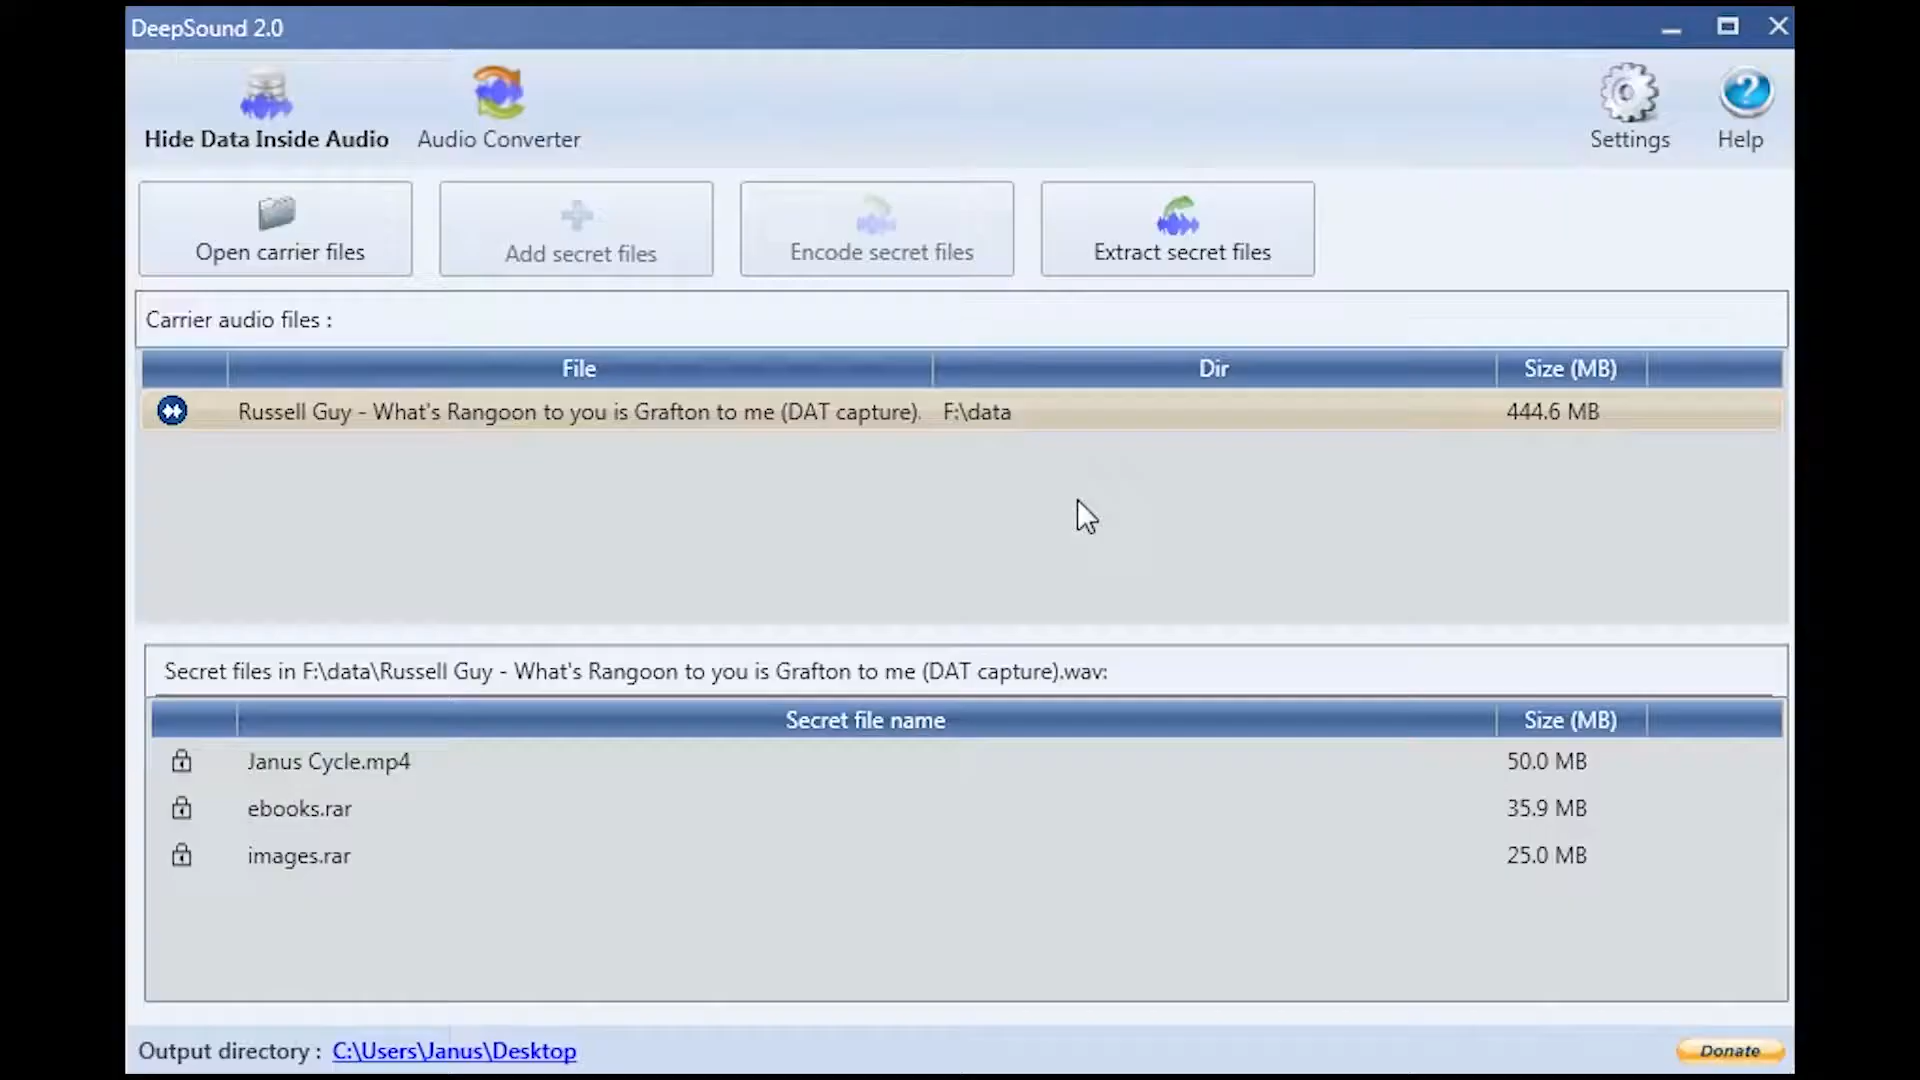 DeepSound 2.0
Hide Data Inside Audio
Audio Converter
Settings
Help
Open carrier files
Add secret files
Encode secret files
Extract secret files
Carrier audio files :
File Dir Size (MB)
Russell Guy - What's Rangoon to you is Grafton to me (DAT capture). F:\data 444.6 MB
Secret files in F:\data\Russell Guy - What's Rangoon to you is Grafton to me (DAT capture).wav:
Secret file name Size (MB)
Janus Cycle.mp4 50.0 MB
ebooks.rar 35.9 MB
images.rar 25.0 MB
Output directory : C:\Users\Janus\Desktop
Donate